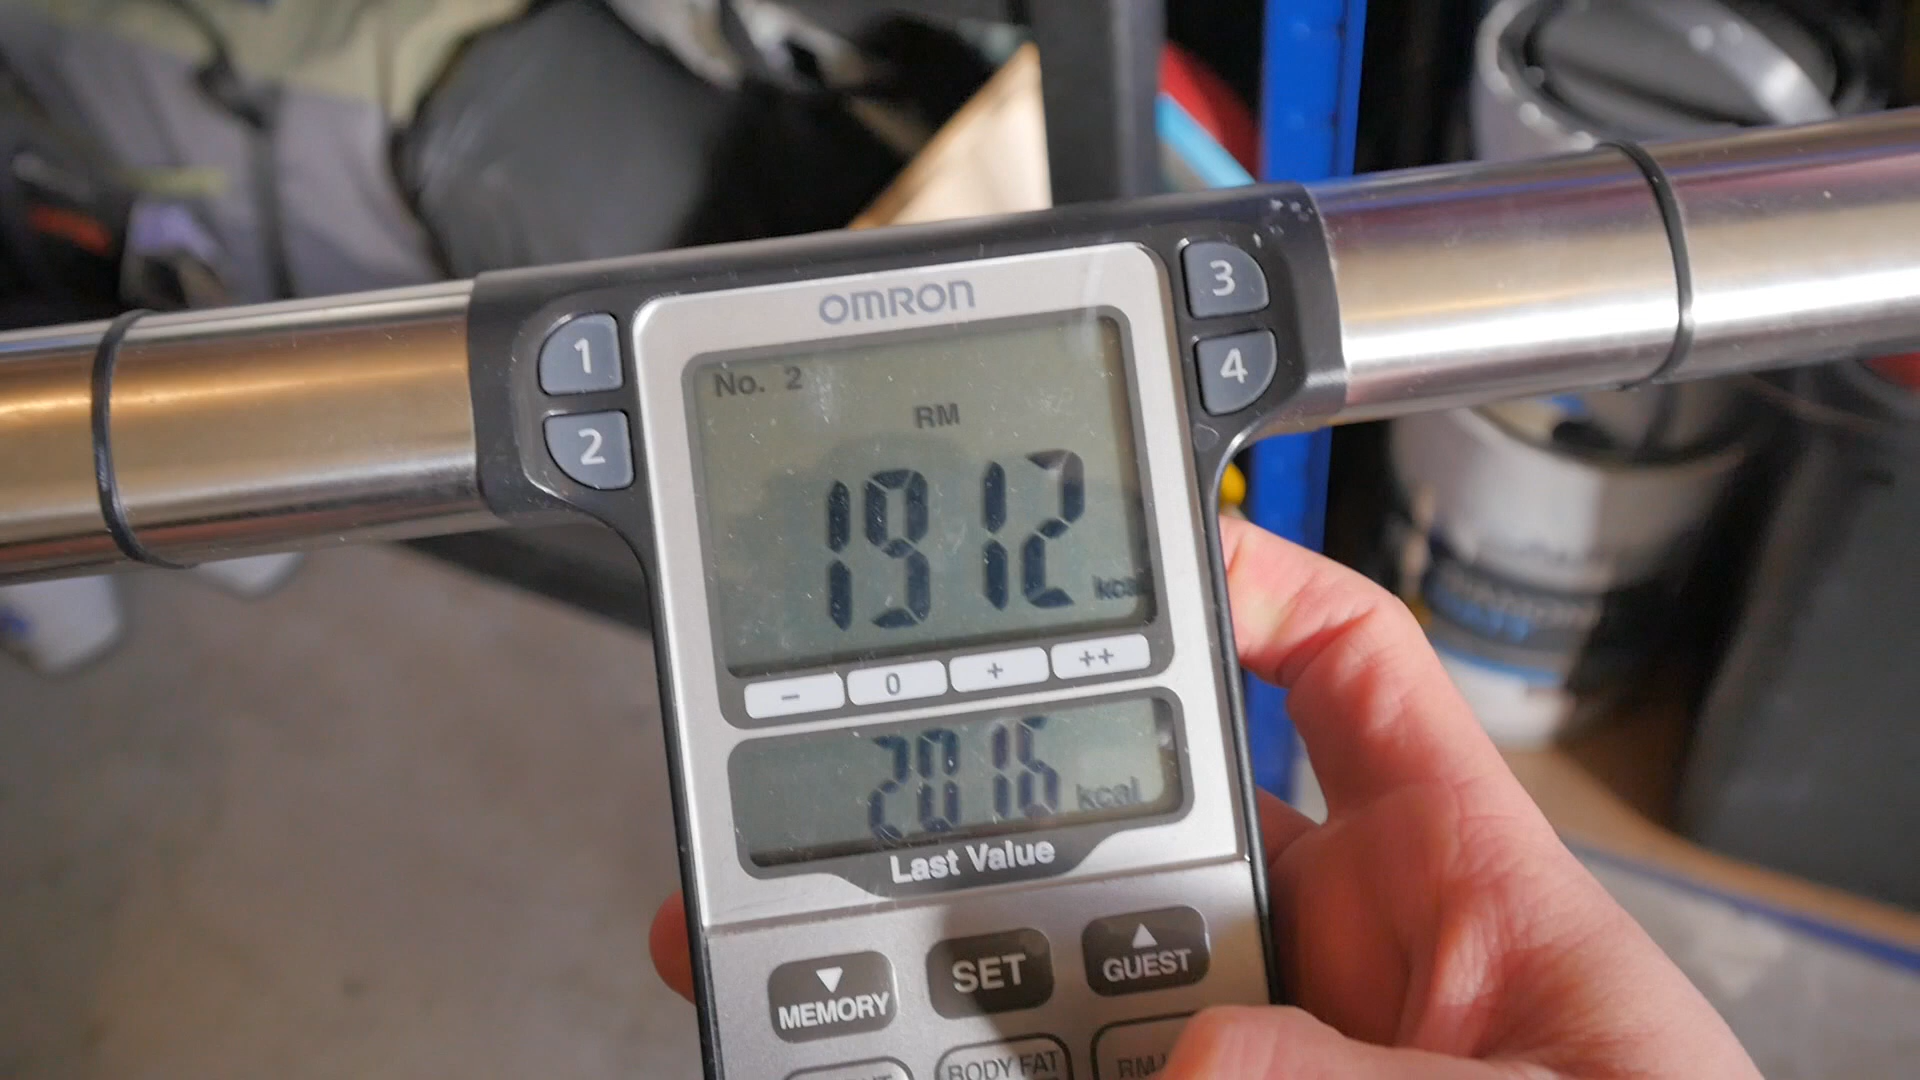 OMRON
1
2
3
4
No. 2
RM
1912 kcal
- 0 + ++
2016 kcal
Last Value
MEMORY
SET
GUEST
BODY FAT